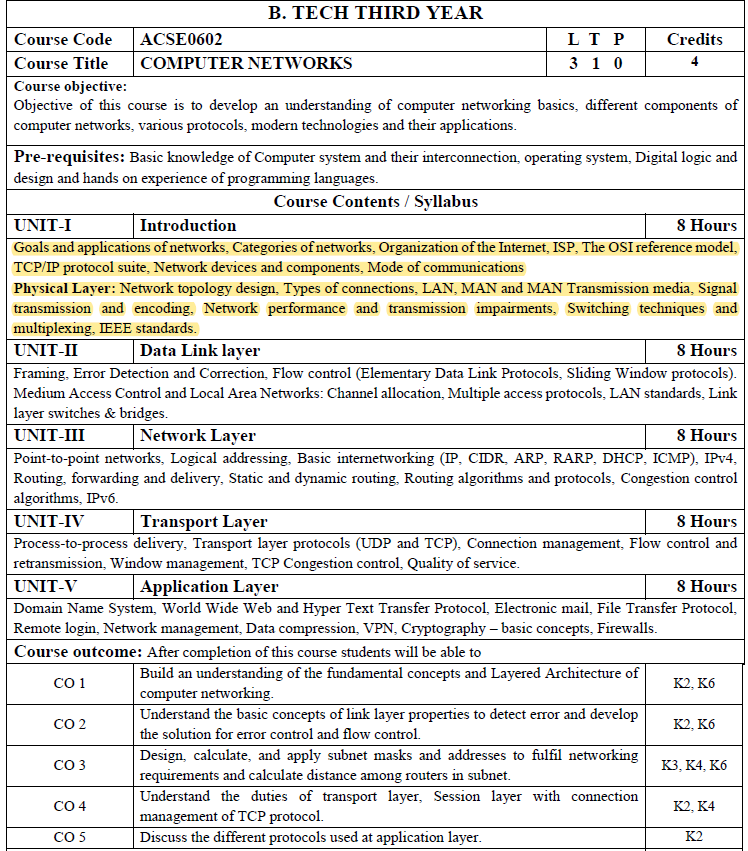 B. TECH THIRD YEAR
Course Code ACSE0602 L T P Credits
Course Title COMPUTER NETWORKS 3 1 0 4
Course objective:
Objective of this course is to develop an understanding of computer networking basics, different components of
computer networks, various protocols, modern technologies and their applications.
Pre-requisites: Basic knowledge of Computer system and their interconnection, operating system, Digital logic and
design and hands on experience of programming languages.
Course Contents / Syllabus
UNIT-I Introduction 8 Hours
Goals and applications of networks, Categories of networks, Organization of the Internet, ISP, The OSI reference model,
TCP/IP protocol suite, Network devices and components, Mode of communications
Physical Layer: Network topology design, Types of connections, LAN, MAN and MAN Transmission media, Signal
transmission and encoding, Network performance and transmission impairments, Switching techniques and
multiplexing, IEEE standards.
UNIT-II Data Link layer 8 Hours
Framing, Error Detection and Correction, Flow control (Elementary Data Link Protocols, Sliding Window protocols).
Medium Access Control and Local Area Networks: Channel allocation, Multiple access protocols, LAN standards, Link
layer switches & bridges.
UNIT-III Network Layer 8 Hours
Point-to-point networks, Logical addressing, Basic internetworking (IP, CIDR, ARP, RARP, DHCP, ICMP), IPv4,
Routing, forwarding and delivery, Static and dynamic routing, Routing algorithms and protocols, Congestion control
algorithms, IPv6.
UNIT-IV Transport Layer 8 Hours
Process-to-process delivery, Transport layer protocols (UDP and TCP), Connection management, Flow control and
retransmission, Window management, TCP Congestion control, Quality of service.
UNIT-V Application Layer 8 Hours
Domain Name System, World Wide Web and Hyper Text Transfer Protocol, Electronic mail, File Transfer Protocol,
Remote login, Network management, Data compression, VPN, Cryptography – basic concepts, Firewalls.
Course outcome: After completion of this course students will be able to
CO 1 Build an understanding of the fundamental concepts and Layered Architecture of K2, K6
computer networking.
CO 2 Understand the basic concepts of link layer properties to detect error and develop K2, K6
the solution for error control and flow control.
CO 3 Design, calculate, and apply subnet masks and addresses to fulfil networking K3, K4, K6
requirements and calculate distance among routers in subnet.
CO 4 Understand the duties of transport layer, Session layer with connection K2, K4
management of TCP protocol.
CO 5 Discuss the different protocols used at application layer. K2